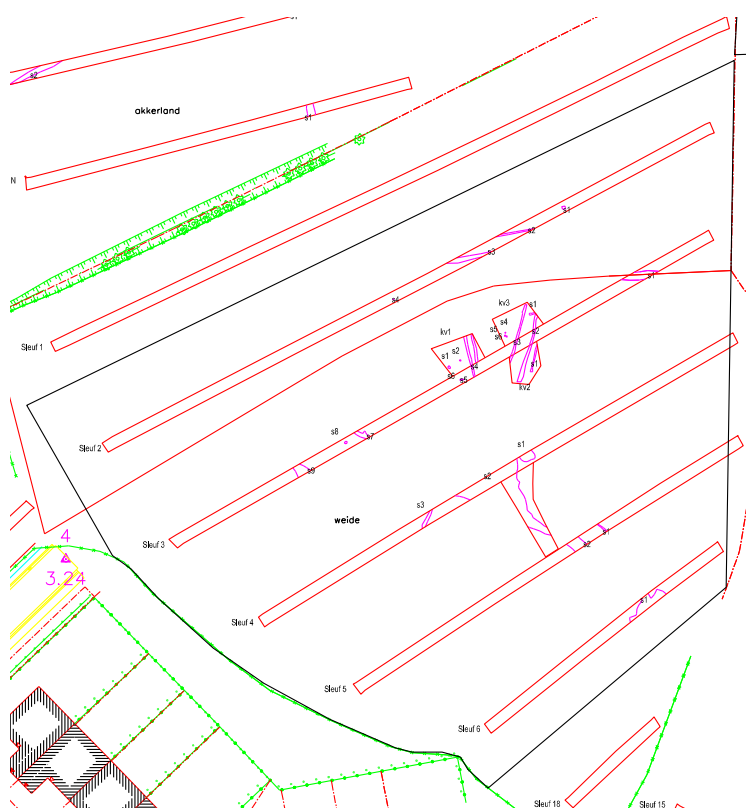 s2
akkerland
s1
N
s1
s2
s3
s4
s1
kv3
s1
s4
s5
s6
s2
s3
kv1
s1
s2
s4
s6
s5
s1
kv2
Sleuf 1
Sleuf 2
s8
s7
s9
s1
s2
s3
weide
Sleuf 3
s1
s2
4
3.24
s1
Sleuf 4
Sleuf 5
Sleuf 6
Sleuf 18
Sleuf 15